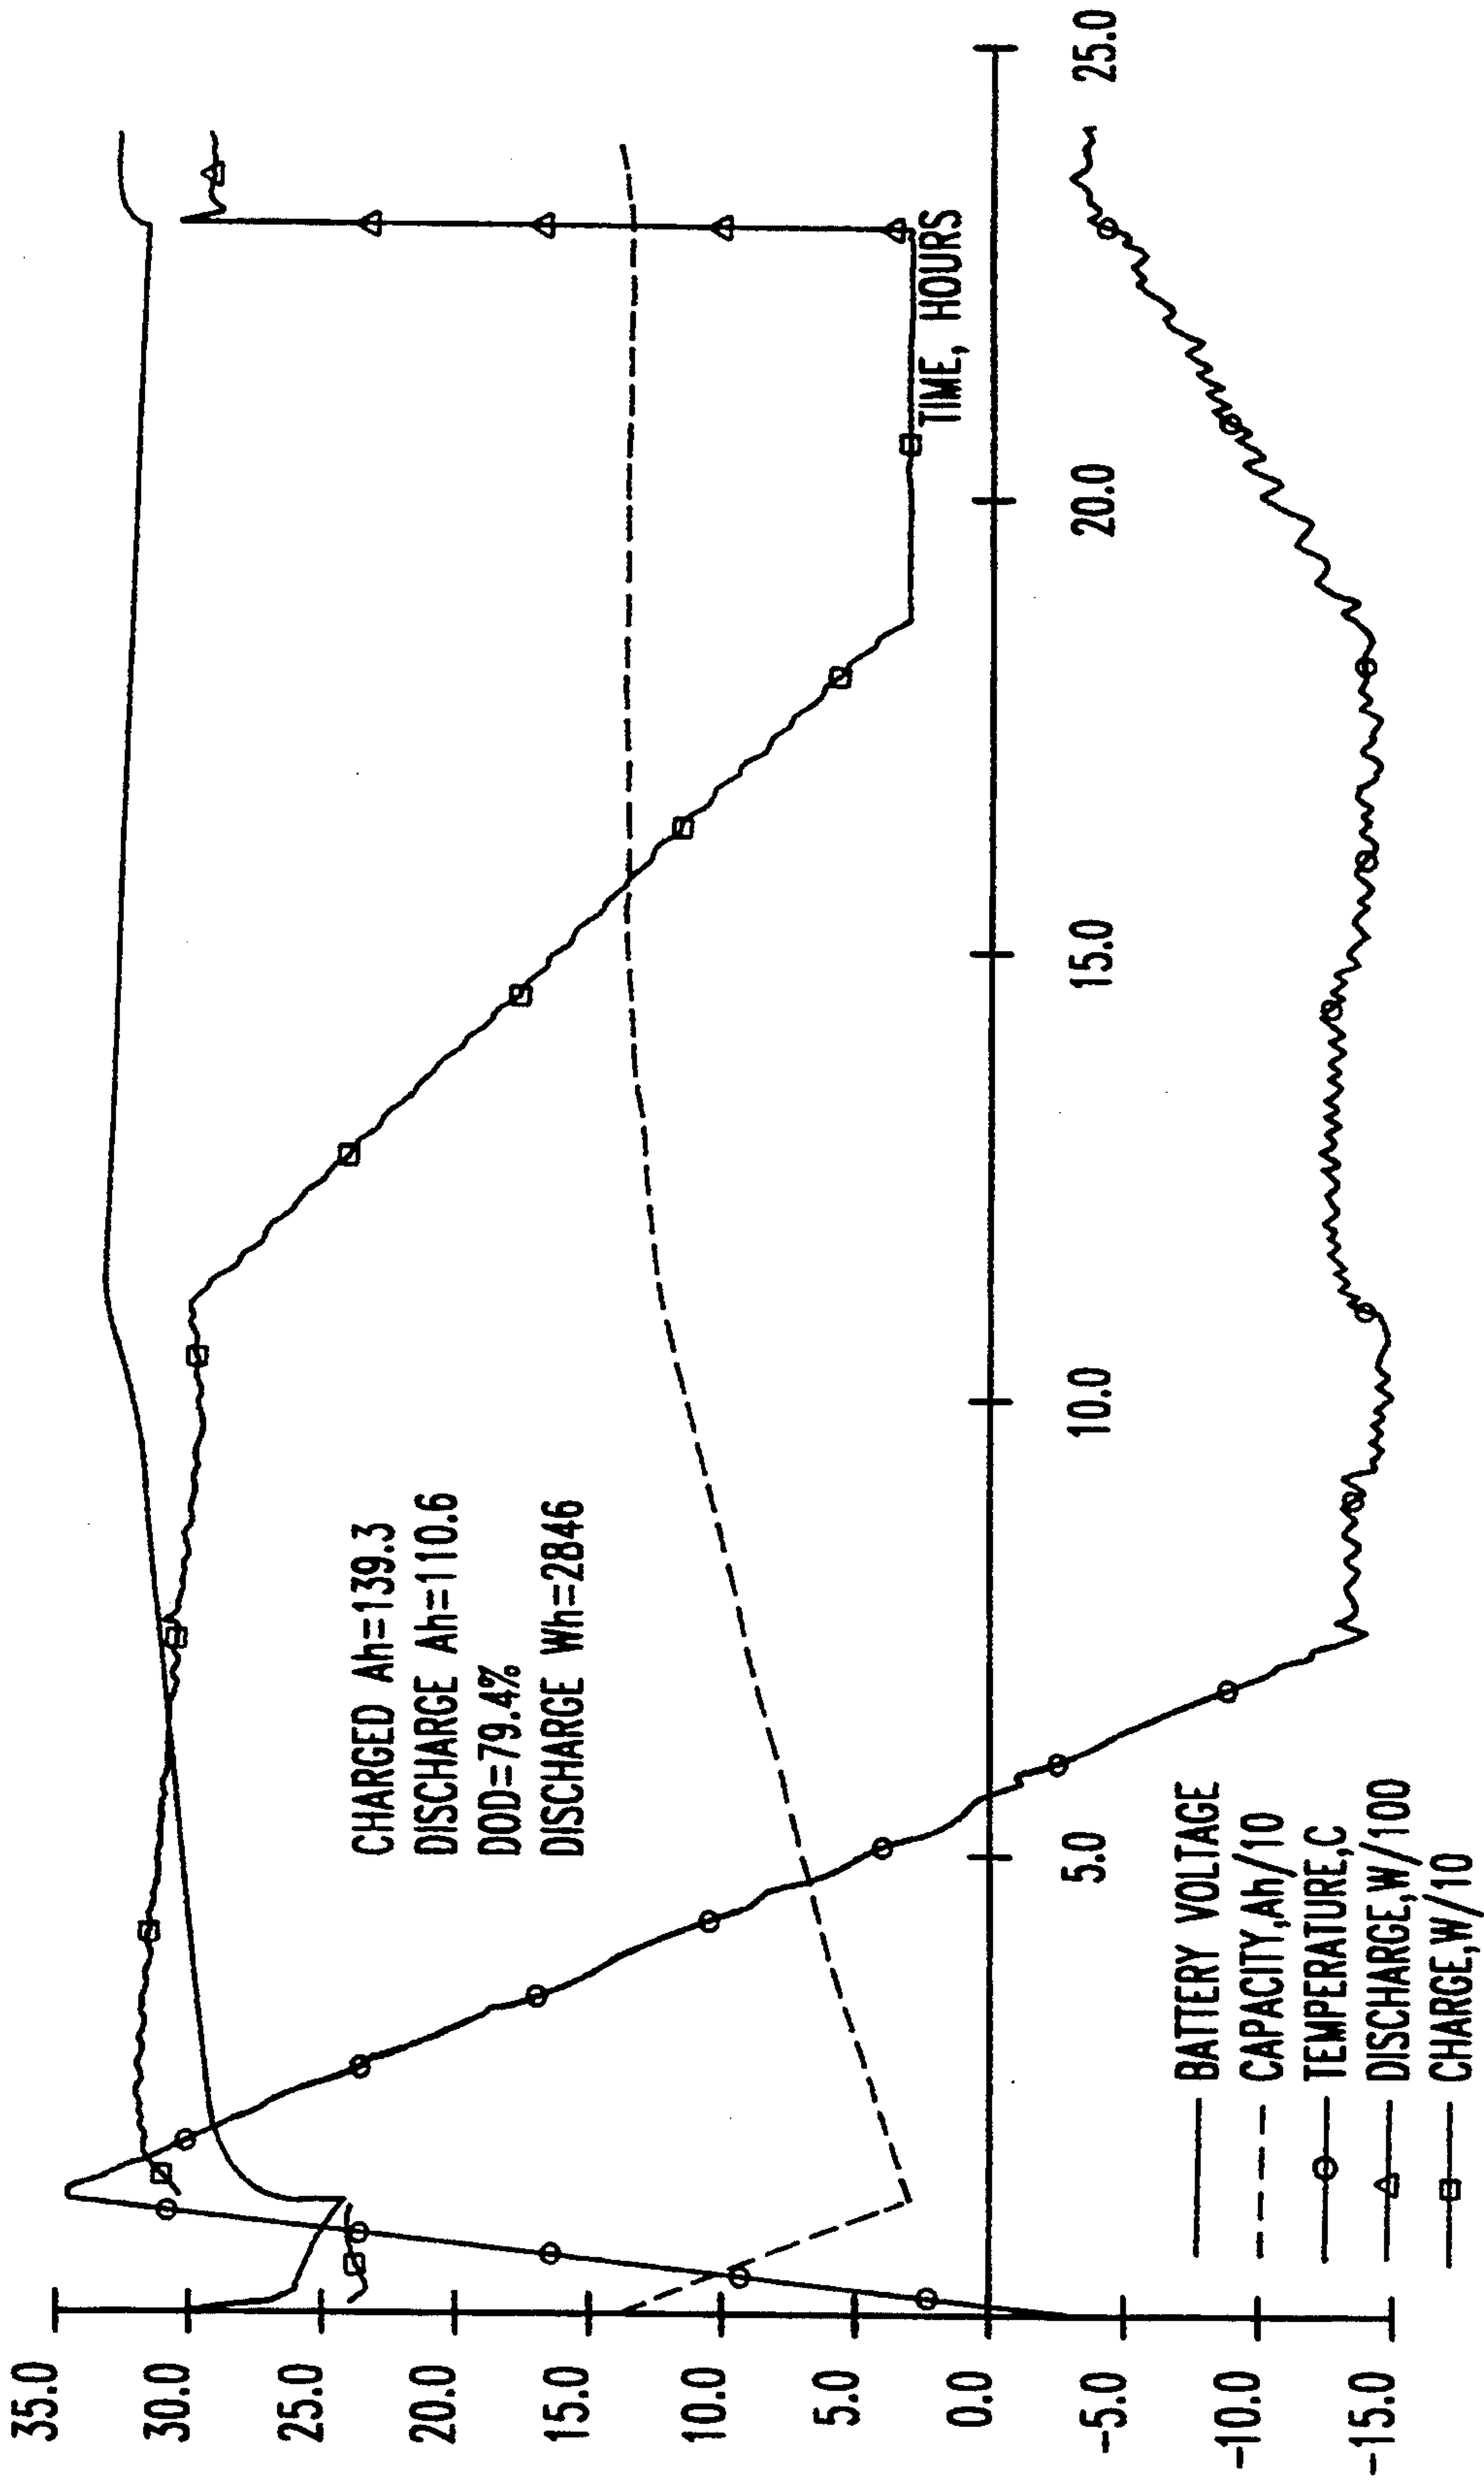 35.0
30.0
25.0
20.0
15.0
10.0
5.0
0.0
-5.0
-10.0
-15.0
CHARGED Ah=139.3
DISCHARGE Ah=110.6
DOD=79.4%
DISCHARGE Wh=2846
TIME, HOURS
5.0
10.0
15.0
20.0
25.0
BATTERY VOLTAGE
CAPACITY,Ah/10
TEMPERATURE,C
DISCHARGE,W/100
CHARGE,W/10